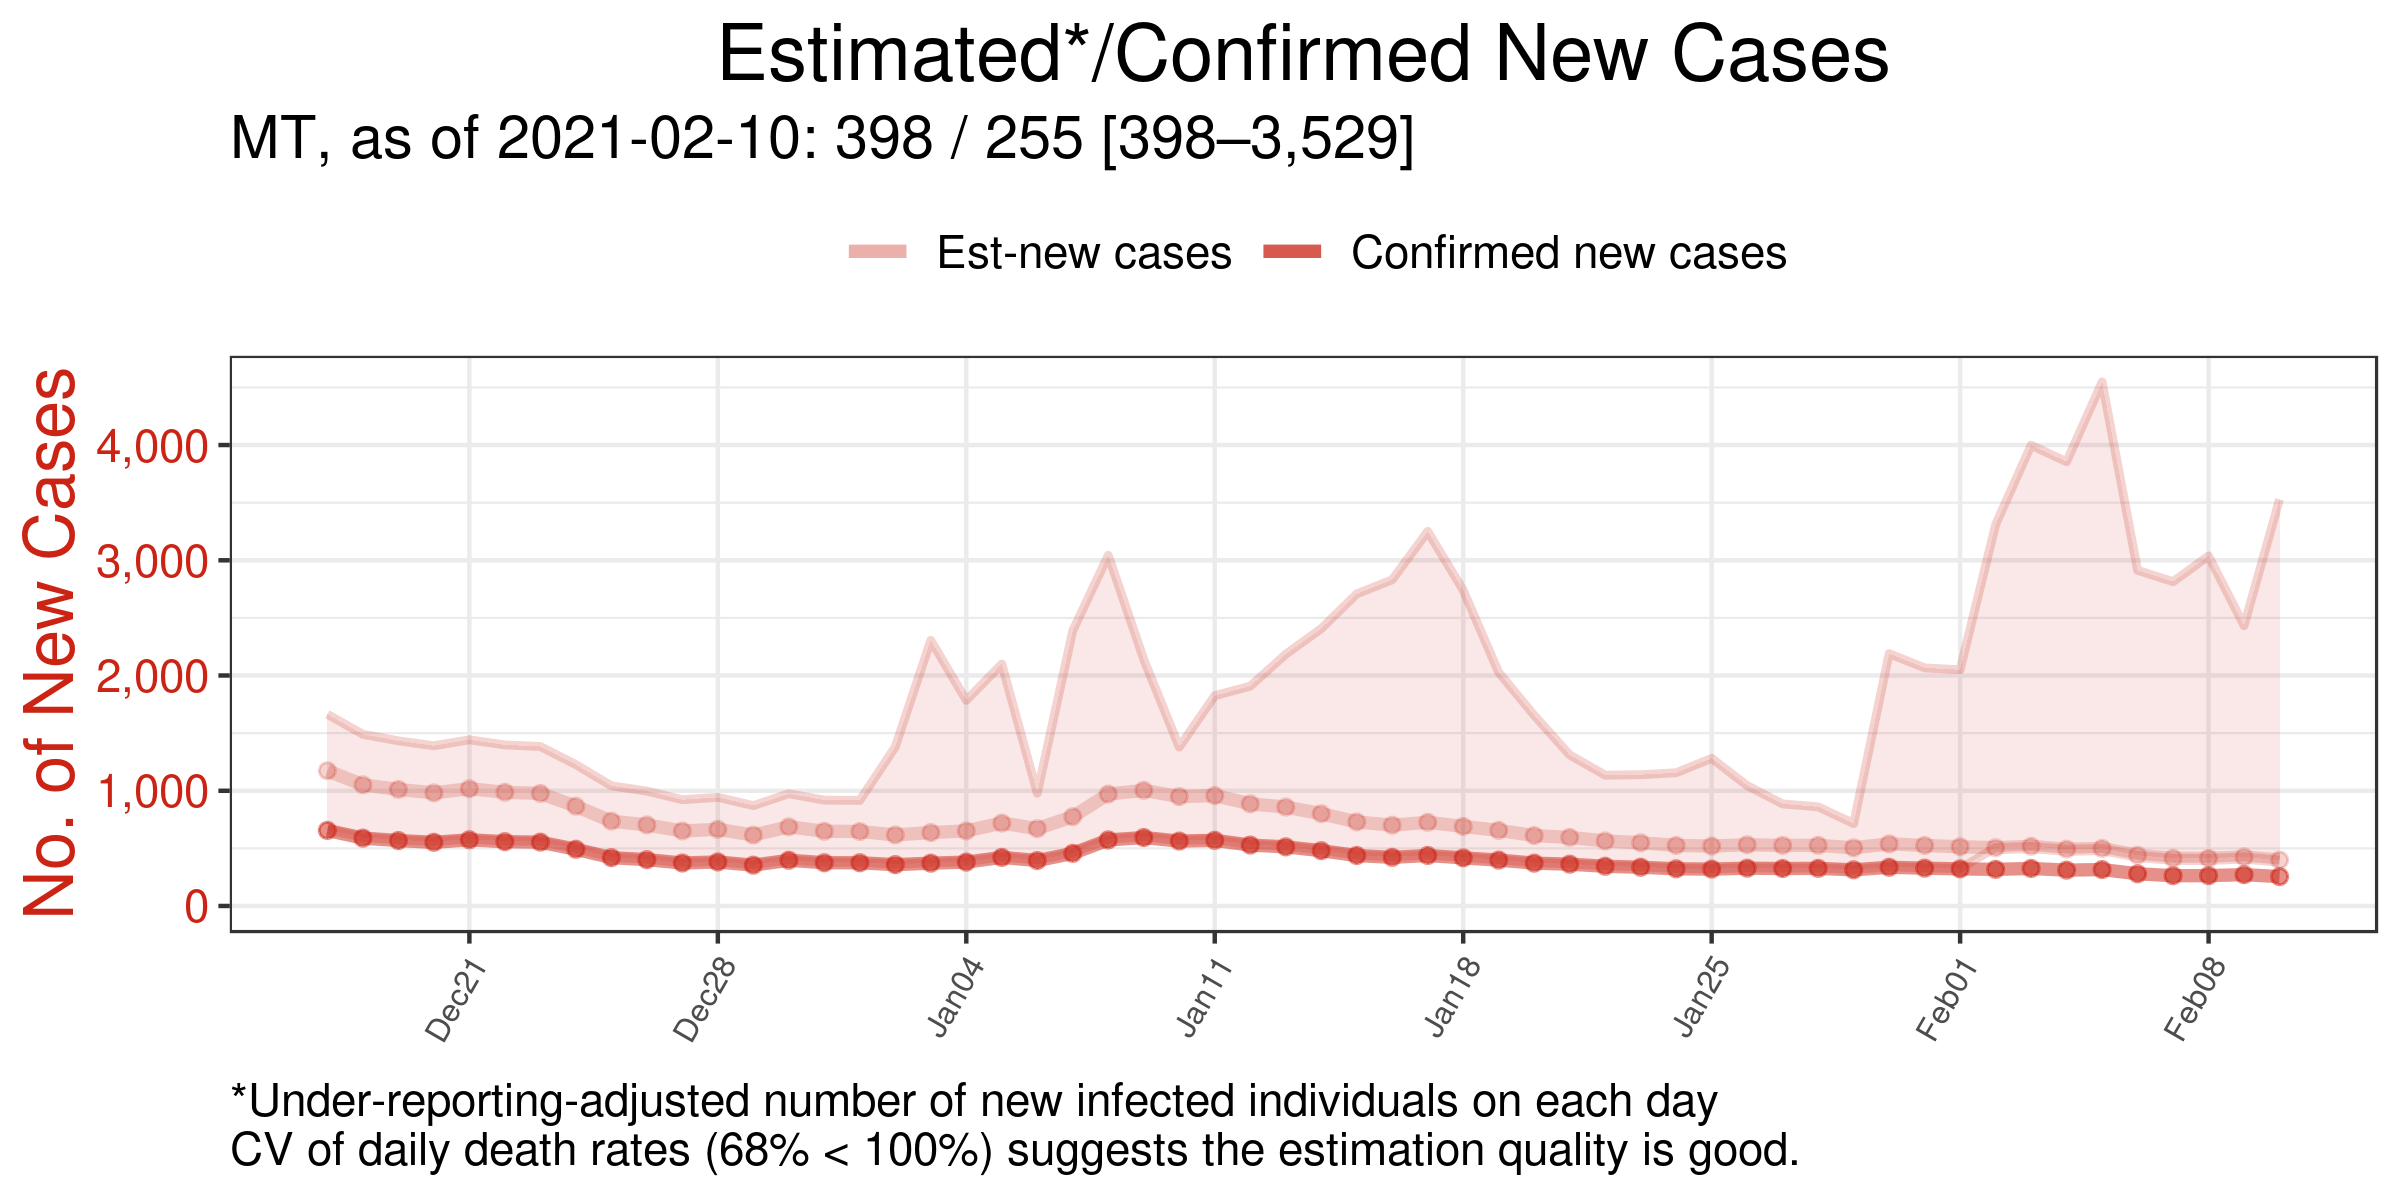 Estimated*/Confirmed New Cases
MT, as of 2021-02-10: 398 / 255 [398–3,529]
Est-new cases
Confirmed new cases
No. of New Cases
4,000
3,000
2,000
1,000
0
Dec21
Dec28
Jan04
Jan11
Jan18
Jan25
Feb01
Feb08
*Under-reporting-adjusted number of new infected individuals on each day
CV of daily death rates (68% < 100%) suggests the estimation quality is good.